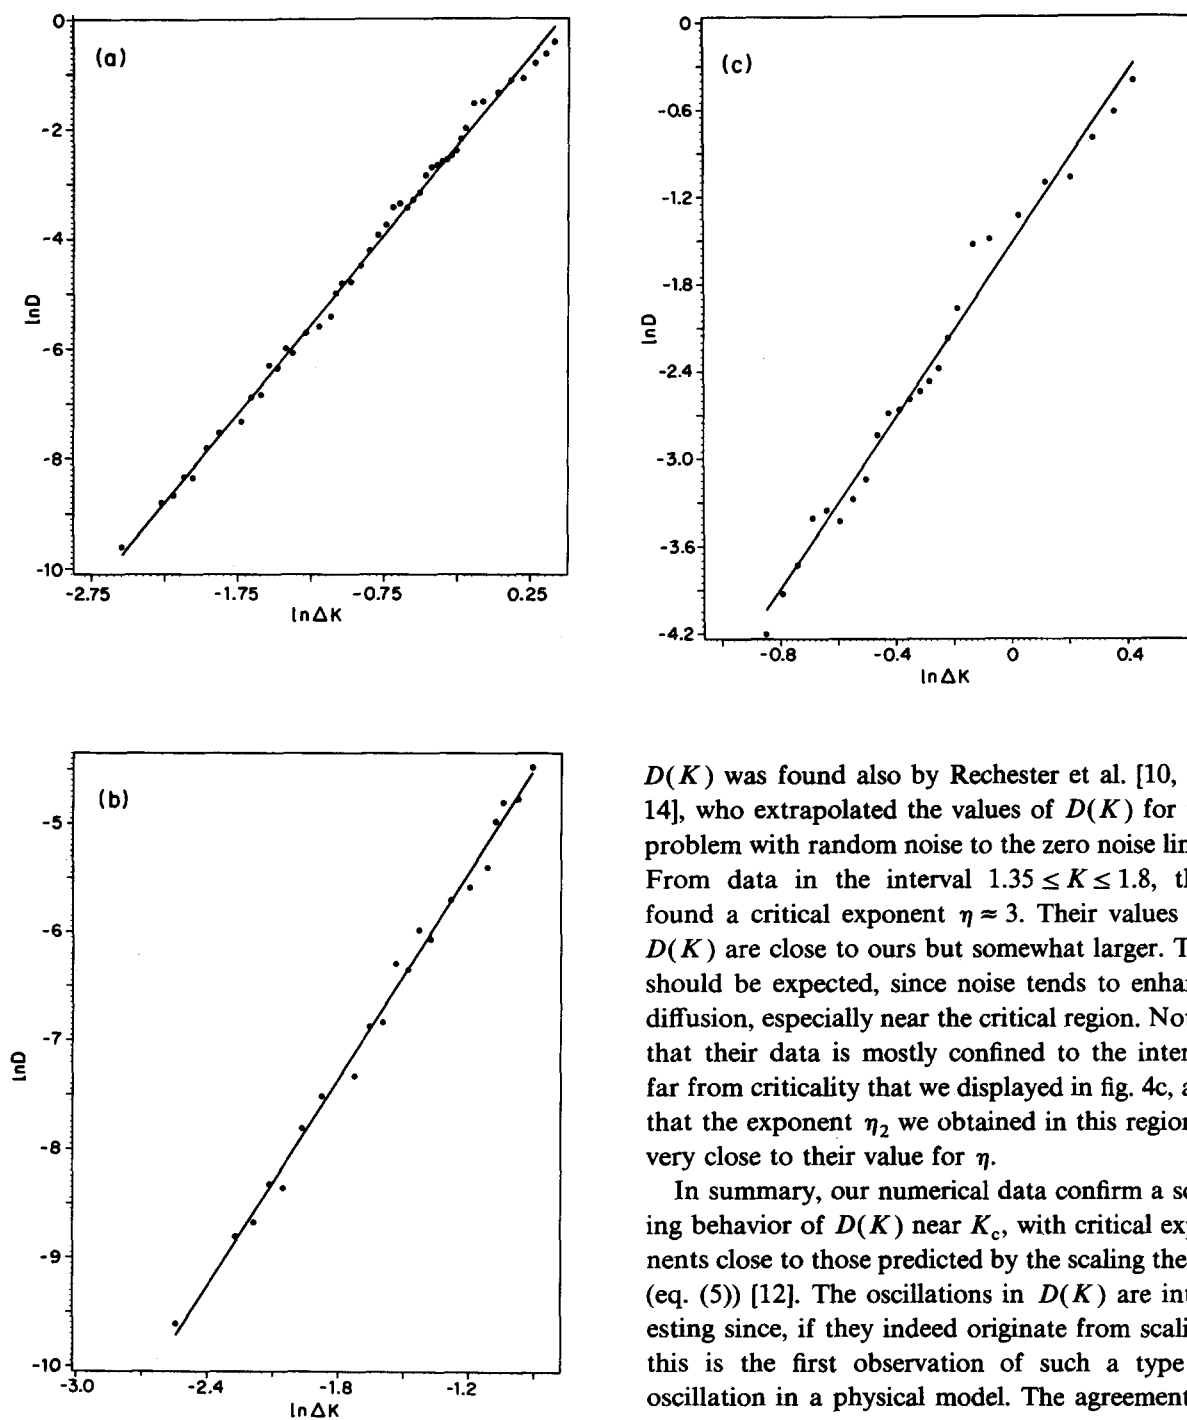 (a)
0
-2
-4
-6
-8
-10
lnD
-2.75
-1.75
-0.75
0.25
ln ΔK
(c)
0
-0.6
-1.2
-1.8
-2.4
-3.0
-3.6
-4.2
lnD
-0.8
-0.4
0
0.4
ln ΔK
(b)
-5
-6
-7
-8
-9
-10
lnD
-3.0
-2.4
-1.8
-1.2
ln ΔK
D(K) was found also by Rechester et al. [10,
14], who extrapolated the values of D(K) for
problem with random noise to the zero noise
From data in the interval 1.35 ≤ K ≤ 1.8,
found a critical exponent η ≈ 3. Their values
D(K) are close to ours but somewhat larger.
should be expected, since noise tends to
diffusion, especially near the critical region.
that their data is mostly confined to the
far from criticality that we displayed in fig. 4c,
that the exponent η₂ we obtained in this region
very close to their value for η.
In summary, our numerical data confirm a
ing behavior of D(K) near Kc, with critical
nents close to those predicted by the scaling
(eq. (5)) [12]. The oscillations in D(K) are
esting since, if they indeed originate from
this is the first observation of such a type
oscillation in a physical model. The agreement